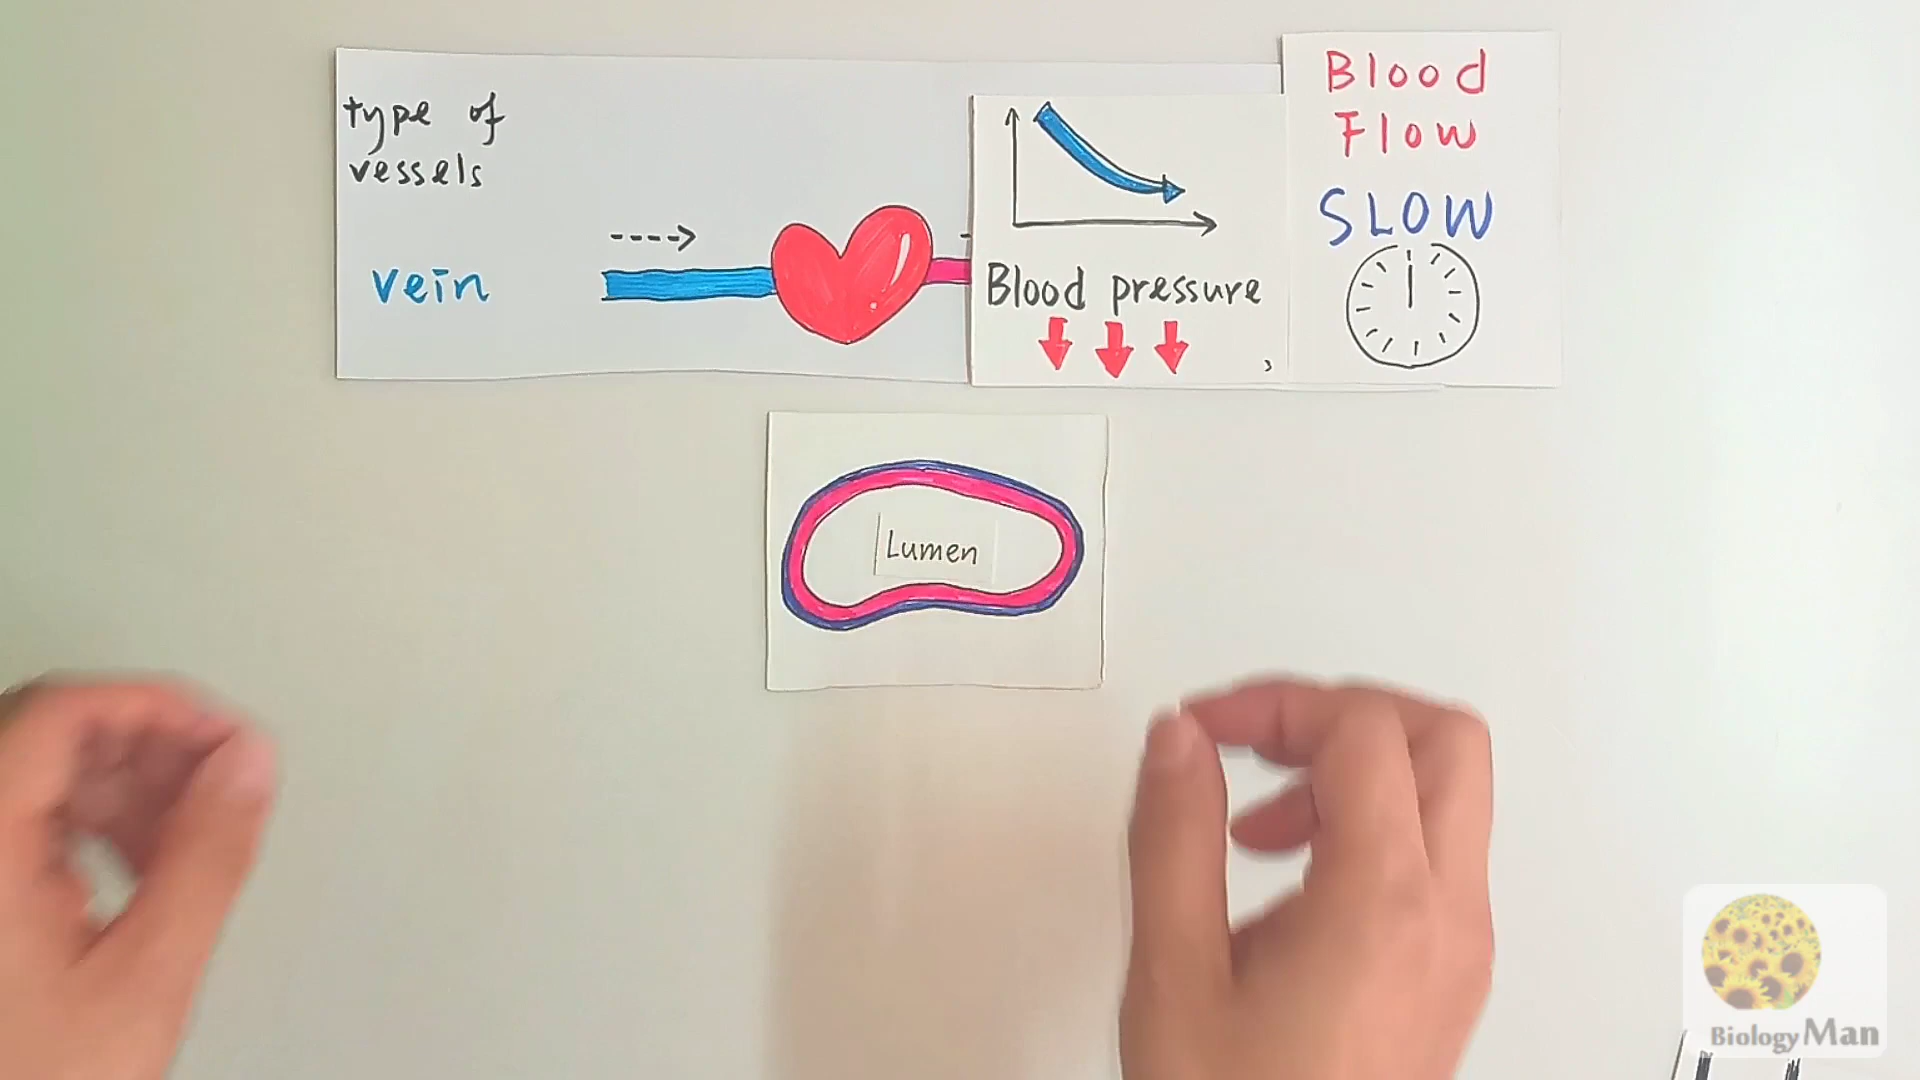 type of
vessels
vein
Blood pressure
Blood
Flow
SLOW
Lumen
Biology Man